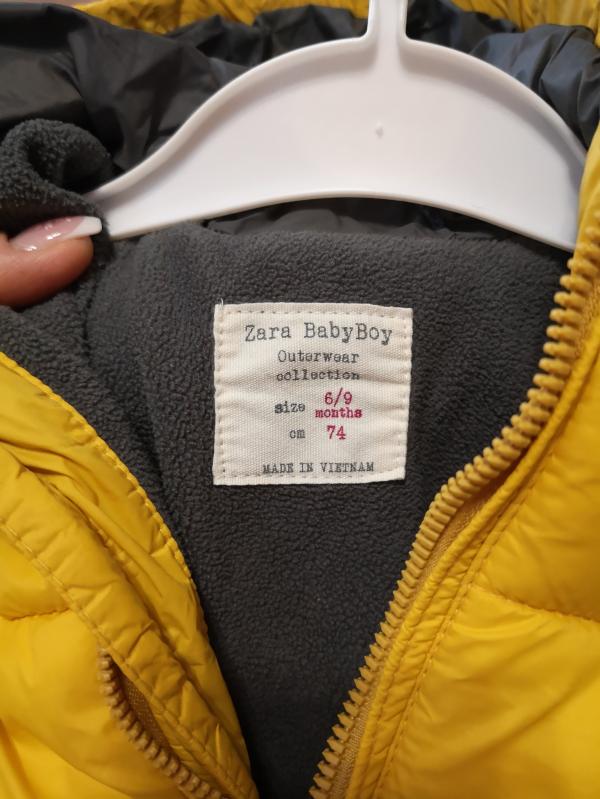 Zara BabyBoy
Outerwear
collection
size 6/9
months
cm 74
MADE IN VIETNAM